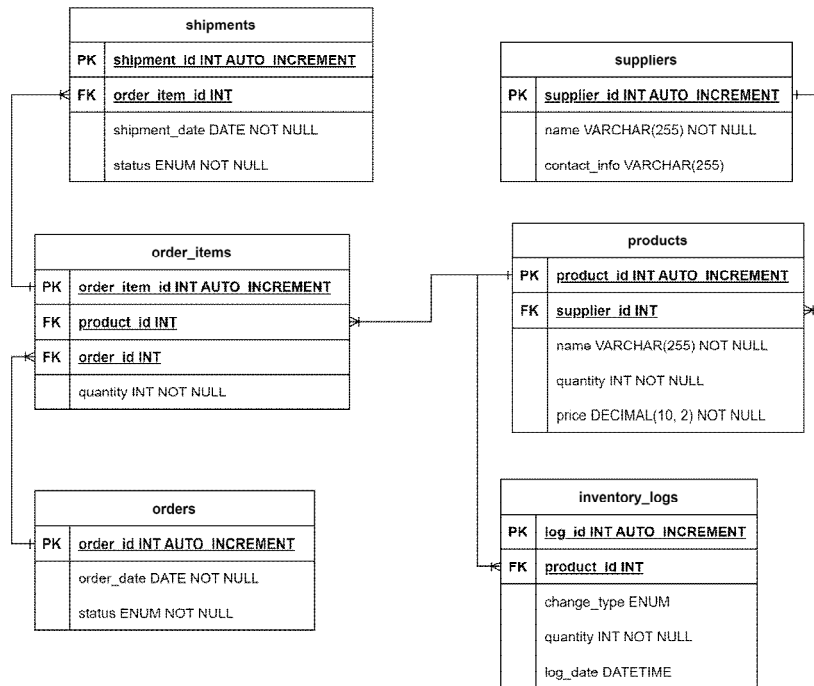 shipments
PK shipment_id INT AUTO_INCREMENT
FK order_item_id INT
shipment_date DATE NOT NULL
status ENUM NOT NULL
suppliers
PK supplier_id INT AUTO_INCREMENT
name VARCHAR(255) NOT NULL
contact_info VARCHAR(255)
order_items
PK order_item_id INT AUTO_INCREMENT
FK product_id INT
FK order_id INT
quantity INT NOT NULL
products
PK product_id INT AUTO_INCREMENT
FK supplier_id INT
name VARCHAR(255) NOT NULL
quantity INT NOT NULL
price DECIMAL(10, 2) NOT NULL
orders
PK order_id INT AUTO_INCREMENT
order_date DATE NOT NULL
status ENUM NOT NULL
inventory_logs
PK log_id INT AUTO_INCREMENT
FK product_id INT
change_type ENUM
quantity INT NOT NULL
log_date DATETIME